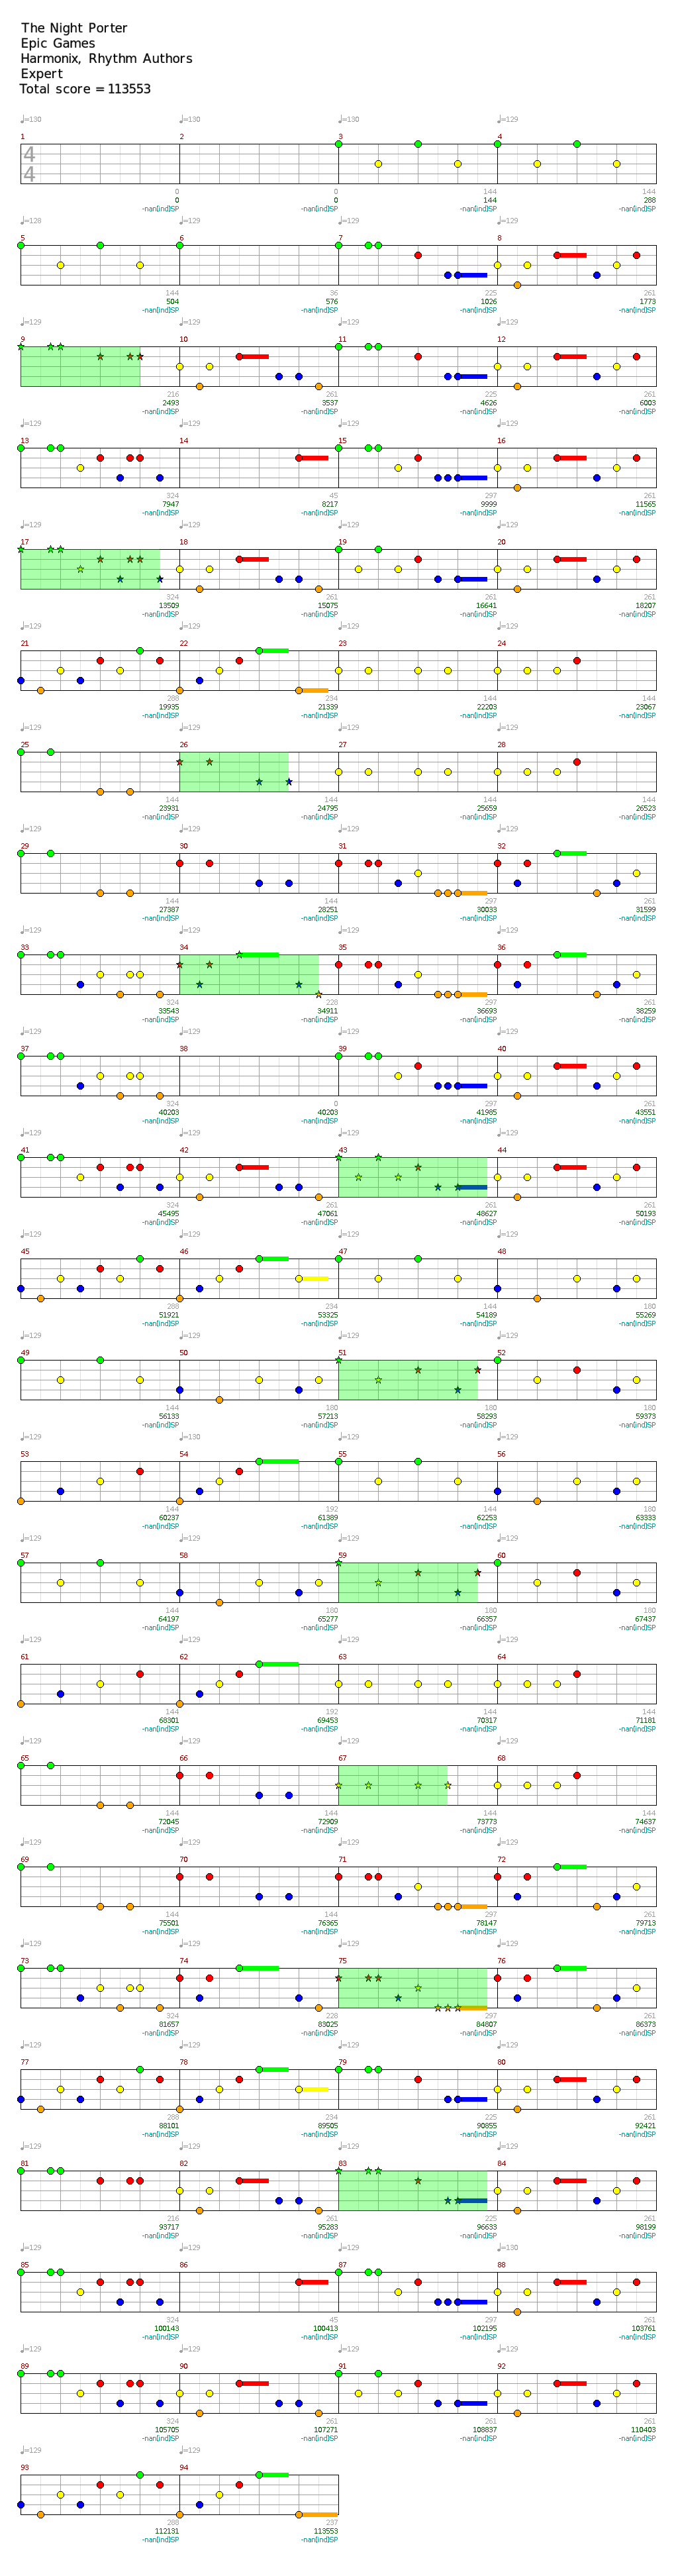 The Night Porter
Epic Games
Harmonix, Rhythm Authors
Expert
Total score = 113553
♩=130 ♩=130 ♩=130 ♩=129
1 2 3 4
4
4
0 0 144 144
0 0 144 288
-nan[ind]SP -nan[ind]SP -nan[ind]SP -nan[ind]SP
♩=128 ♩=129 ♩=129 ♩=129
5 6 7 8
144 36 225 261
504 576 1026 1773
-nan[ind]SP -nan[ind]SP -nan[ind]SP -nan[ind]SP
♩=129 ♩=129 ♩=129 ♩=129
9 10 11 12
216 261 225 261
2493 3537 4626 6003
-nan[ind]SP -nan[ind]SP -nan[ind]SP -nan[ind]SP
♩=129 ♩=129 ♩=129 ♩=129
13 14 15 16
324 45 297 261
7947 8217 9999 11565
-nan[ind]SP -nan[ind]SP -nan[ind]SP -nan[ind]SP
♩=129 ♩=129 ♩=129 ♩=129
17 18 19 20
324 261 261 261
13509 15075 16641 18207
-nan[ind]SP -nan[ind]SP -nan[ind]SP -nan[ind]SP
♩=129 ♩=129 ♩=129 ♩=129
21 22 23 24
288 234 144 144
19935 21339 22203 23067
-nan[ind]SP -nan[ind]SP -nan[ind]SP -nan[ind]SP
♩=129 ♩=129 ♩=129 ♩=129
25 26 27 28
144 144 144 144
23931 24795 25659 26523
-nan[ind]SP -nan[ind]SP -nan[ind]SP -nan[ind]SP
♩=129 ♩=129 ♩=129 ♩=129
29 30 31 32
144 144 297 261
27387 28251 30033 31599
-nan[ind]SP -nan[ind]SP -nan[ind]SP -nan[ind]SP
♩=129 ♩=129 ♩=129 ♩=129
33 34 35 36
324 228 297 261
33543 34911 36693 38259
-nan[ind]SP -nan[ind]SP -nan[ind]SP -nan[ind]SP
♩=129 ♩=129 ♩=129 ♩=129
37 38 39 40
324 0 297 261
40203 40203 41985 43551
-nan[ind]SP -nan[ind]SP -nan[ind]SP -nan[ind]SP
♩=129 ♩=129 ♩=129 ♩=129
41 42 43 44
324 261 261 261
45495 47061 48627 50193
-nan[ind]SP -nan[ind]SP -nan[ind]SP -nan[ind]SP
♩=129 ♩=129 ♩=129 ♩=129
45 46 47 48
288 234 144 180
51921 53325 54189 55269
-nan[ind]SP -nan[ind]SP -nan[ind]SP -nan[ind]SP
♩=129 ♩=129 ♩=129 ♩=129
49 50 51 52
144 180 180 180
56133 57213 58293 59373
-nan[ind]SP -nan[ind]SP -nan[ind]SP -nan[ind]SP
♩=129 ♩=130 ♩=129 ♩=129
53 54 55 56
144 192 144 180
60237 61389 62253 63333
-nan[ind]SP -nan[ind]SP -nan[ind]SP -nan[ind]SP
♩=129 ♩=129 ♩=129 ♩=129
57 58 59 60
144 180 180 180
64197 65277 66357 67437
-nan[ind]SP -nan[ind]SP -nan[ind]SP -nan[ind]SP
♩=129 ♩=129 ♩=129 ♩=129
61 62 63 64
144 192 144 144
68301 69453 70317 71181
-nan[ind]SP -nan[ind]SP -nan[ind]SP -nan[ind]SP
♩=129 ♩=129 ♩=129 ♩=129
65 66 67 68
144 144 144 144
72045 72909 73773 74637
-nan[ind]SP -nan[ind]SP -nan[ind]SP -nan[ind]SP
♩=129 ♩=129 ♩=129 ♩=129
69 70 71 72
144 144 297 261
75501 76365 78147 79713
-nan[ind]SP -nan[ind]SP -nan[ind]SP -nan[ind]SP
♩=129 ♩=129 ♩=129 ♩=129
73 74 75 76
324 228 297 261
81657 83025 84807 86373
-nan[ind]SP -nan[ind]SP -nan[ind]SP -nan[ind]SP
♩=129 ♩=129 ♩=129 ♩=129
77 78 79 80
288 234 225 261
88101 89505 90855 92421
-nan[ind]SP -nan[ind]SP -nan[ind]SP -nan[ind]SP
♩=129 ♩=129 ♩=129 ♩=129
81 82 83 84
216 261 225 261
93717 95283 96633 98199
-nan[ind]SP -nan[ind]SP -nan[ind]SP -nan[ind]SP
♩=129 ♩=129 ♩=129 ♩=130
85 86 87 88
324 45 297 261
100143 100413 102195 103761
-nan[ind]SP -nan[ind]SP -nan[ind]SP -nan[ind]SP
♩=129 ♩=129 ♩=129 ♩=129
89 90 91 92
324 261 261 261
105705 107271 108837 110403
-nan[ind]SP -nan[ind]SP -nan[ind]SP -nan[ind]SP
♩=129 ♩=129
93 94
288 237
112131 113553
-nan[ind]SP -nan[ind]SP